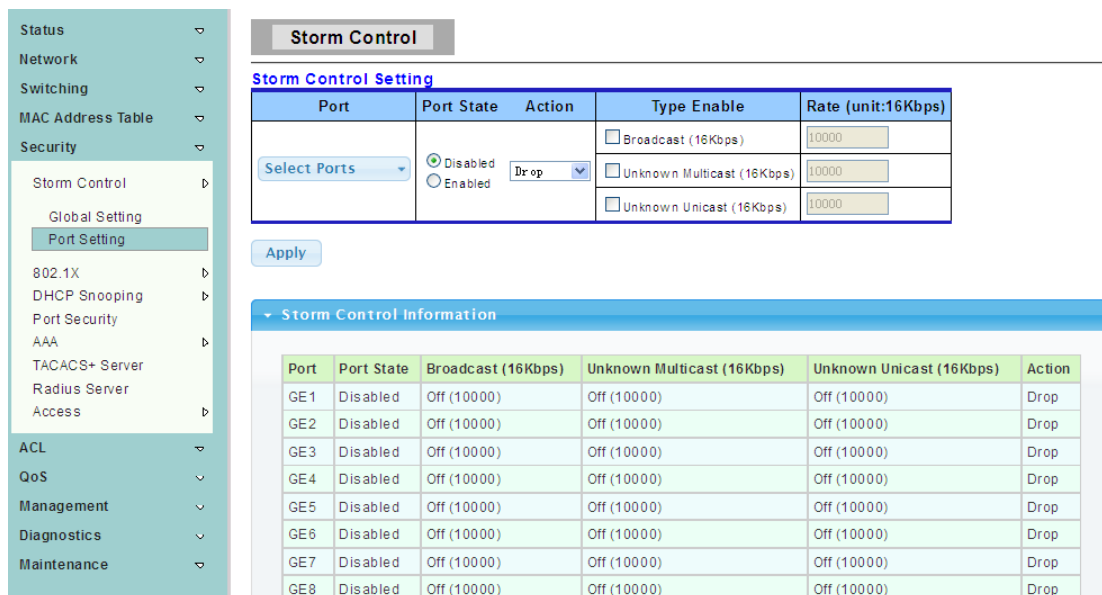 Status
Network
Switching
MAC Address Table
Security
Storm Control
Global Setting
Port Setting
802.1X
DHCP Snooping
Port Security
AAA
TACACS+ Server
Radius Server
Access
ACL
QoS
Management
Diagnostics
Maintenance
Storm Control
Storm Control Setting
Port Port State Action Type Enable Rate (unit:16Kbps)
Select Ports
Disabled
Enabled
Drop
Broadcast (16Kbps) 10000
Unknown Multicast (16Kbps) 10000
Unknown Unicast (16Kbps) 10000
Apply
Storm Control Information
Port Port State Broadcast (16Kbps) Unknown Multicast (16Kbps) Unknown Unicast (16Kbps) Action
GE1 Disabled Off (10000) Off (10000) Off (10000) Drop
GE2 Disabled Off (10000) Off (10000) Off (10000) Drop
GE3 Disabled Off (10000) Off (10000) Off (10000) Drop
GE4 Disabled Off (10000) Off (10000) Off (10000) Drop
GE5 Disabled Off (10000) Off (10000) Off (10000) Drop
GE6 Disabled Off (10000) Off (10000) Off (10000) Drop
GE7 Disabled Off (10000) Off (10000) Off (10000) Drop
GE8 Disabled Off (10000) Off (10000) Off (10000) Drop